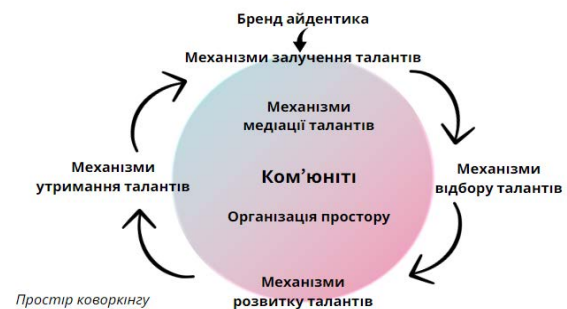 Бренд айдентика
Механізми залучення талантів
Механізми
медіації талантів
Механізми
утримання талантів
Ком’юніті
Механізми
відбору талантів
Організація простору
Механізми
розвитку талантів
Простір коворкінгу